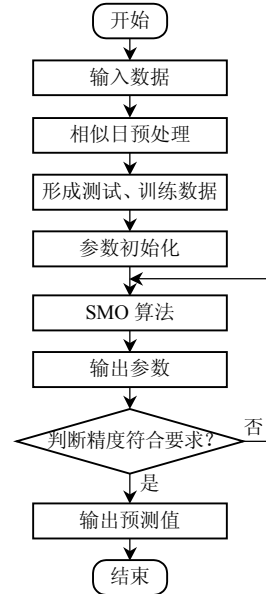 开始
输入数据
相似日预处理
形成测试、训练数据
参数初始化
SMO 算法
输出参数
判断精度符合要求?
否
是
输出预测值
结束